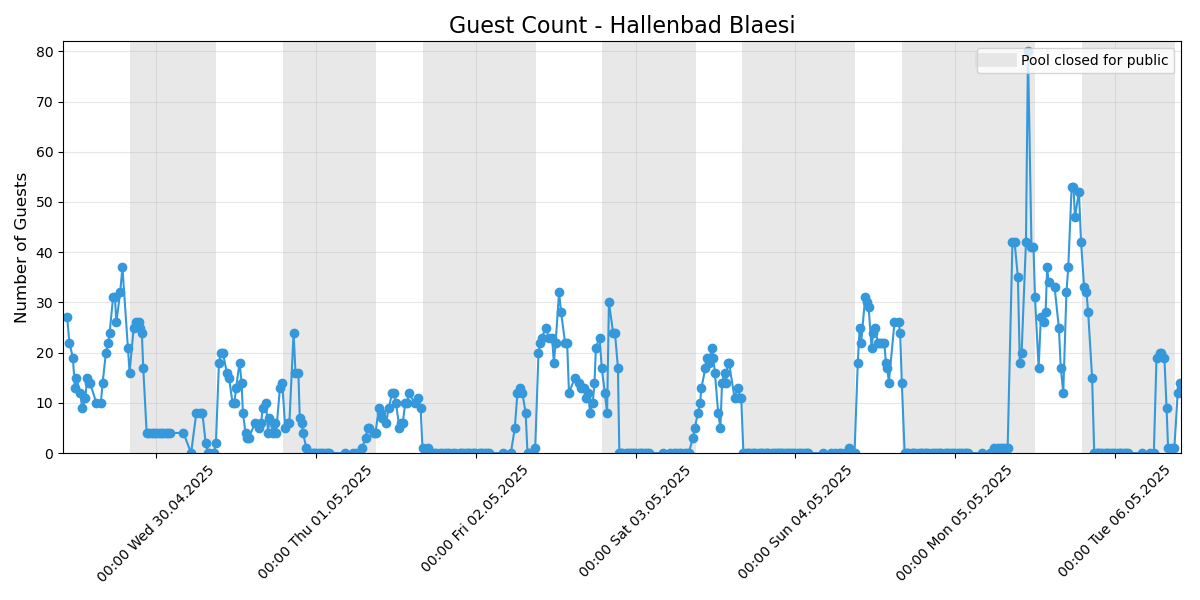 Guest Count - Hallenbad Blaesi
Pool closed for public
Number of Guests
80
70
60
50
40
30
20
10
0
00:00 Wed 30.04.2025
00:00 Thu 01.05.2025
00:00 Fri 02.05.2025
00:00 Sat 03.05.2025
00:00 Sun 04.05.2025
00:00 Mon 05.05.2025
00:00 Tue 06.05.2025